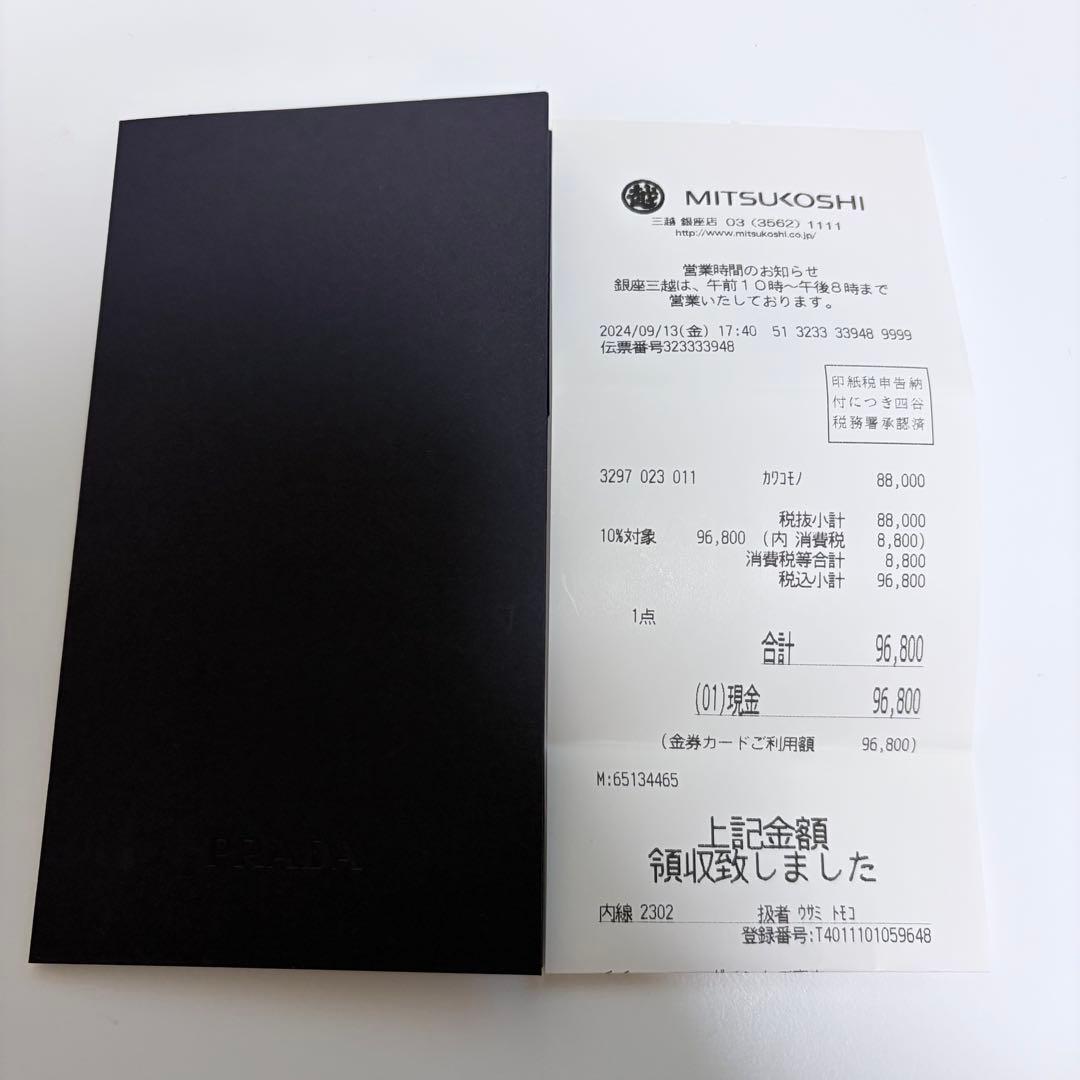 PRADA
越 MITSUKOSHI
三越 銀座店 03 (3562) 1111
http://www.mitsukoshi.co.jp/
営業時間のお知らせ
銀座三越は、午前10時～午後8時まで
営業いたしております。
2024/09/13(金) 17:40 51 3233 33948 9999
伝票番号323333948
印紙税申告納
付につき四谷
税務署承認済
3297 023 011 ｶﾜｺﾓﾉ 88,000
税抜小計 88,000
10%対象 96,800 (内 消費税 8,800)
消費税等合計 8,800
税込小計 96,800
1点
合計 96,800
(01)現金 96,800
(金券カードご利用額 96,800)
M:65134465
上記金額
領収致しました
内線 2302 扱者 ｳｻﾐ ﾄﾓｺ
登録番号:T4011101059648